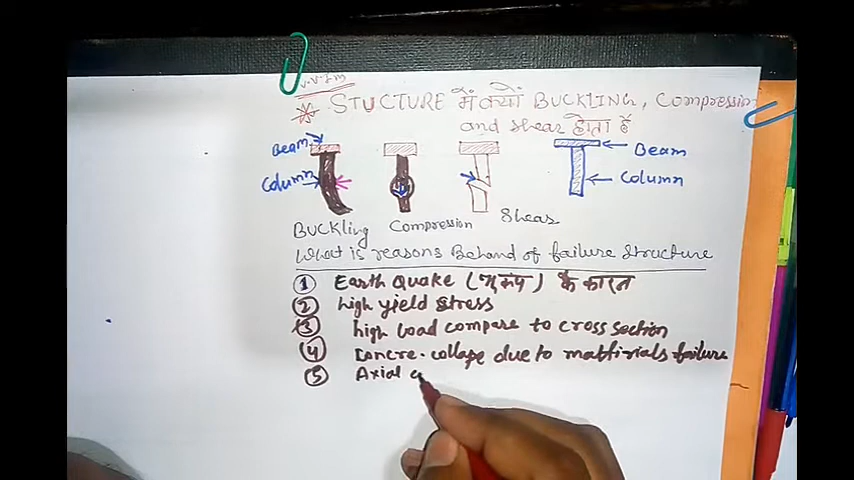 V.V.Im
STUCTURE में क्यों BUCKLING, Compression
and shear होता है
Beam
Column
Beam
Column
BUCKling Compression Shear
What is reasons Behand of failure structure
1 Earth Quake (भूकंप) के कारन
2 high yield stress
3 high load compare to cross section
4 concre. collapse due to mattirials failure
5 Axial